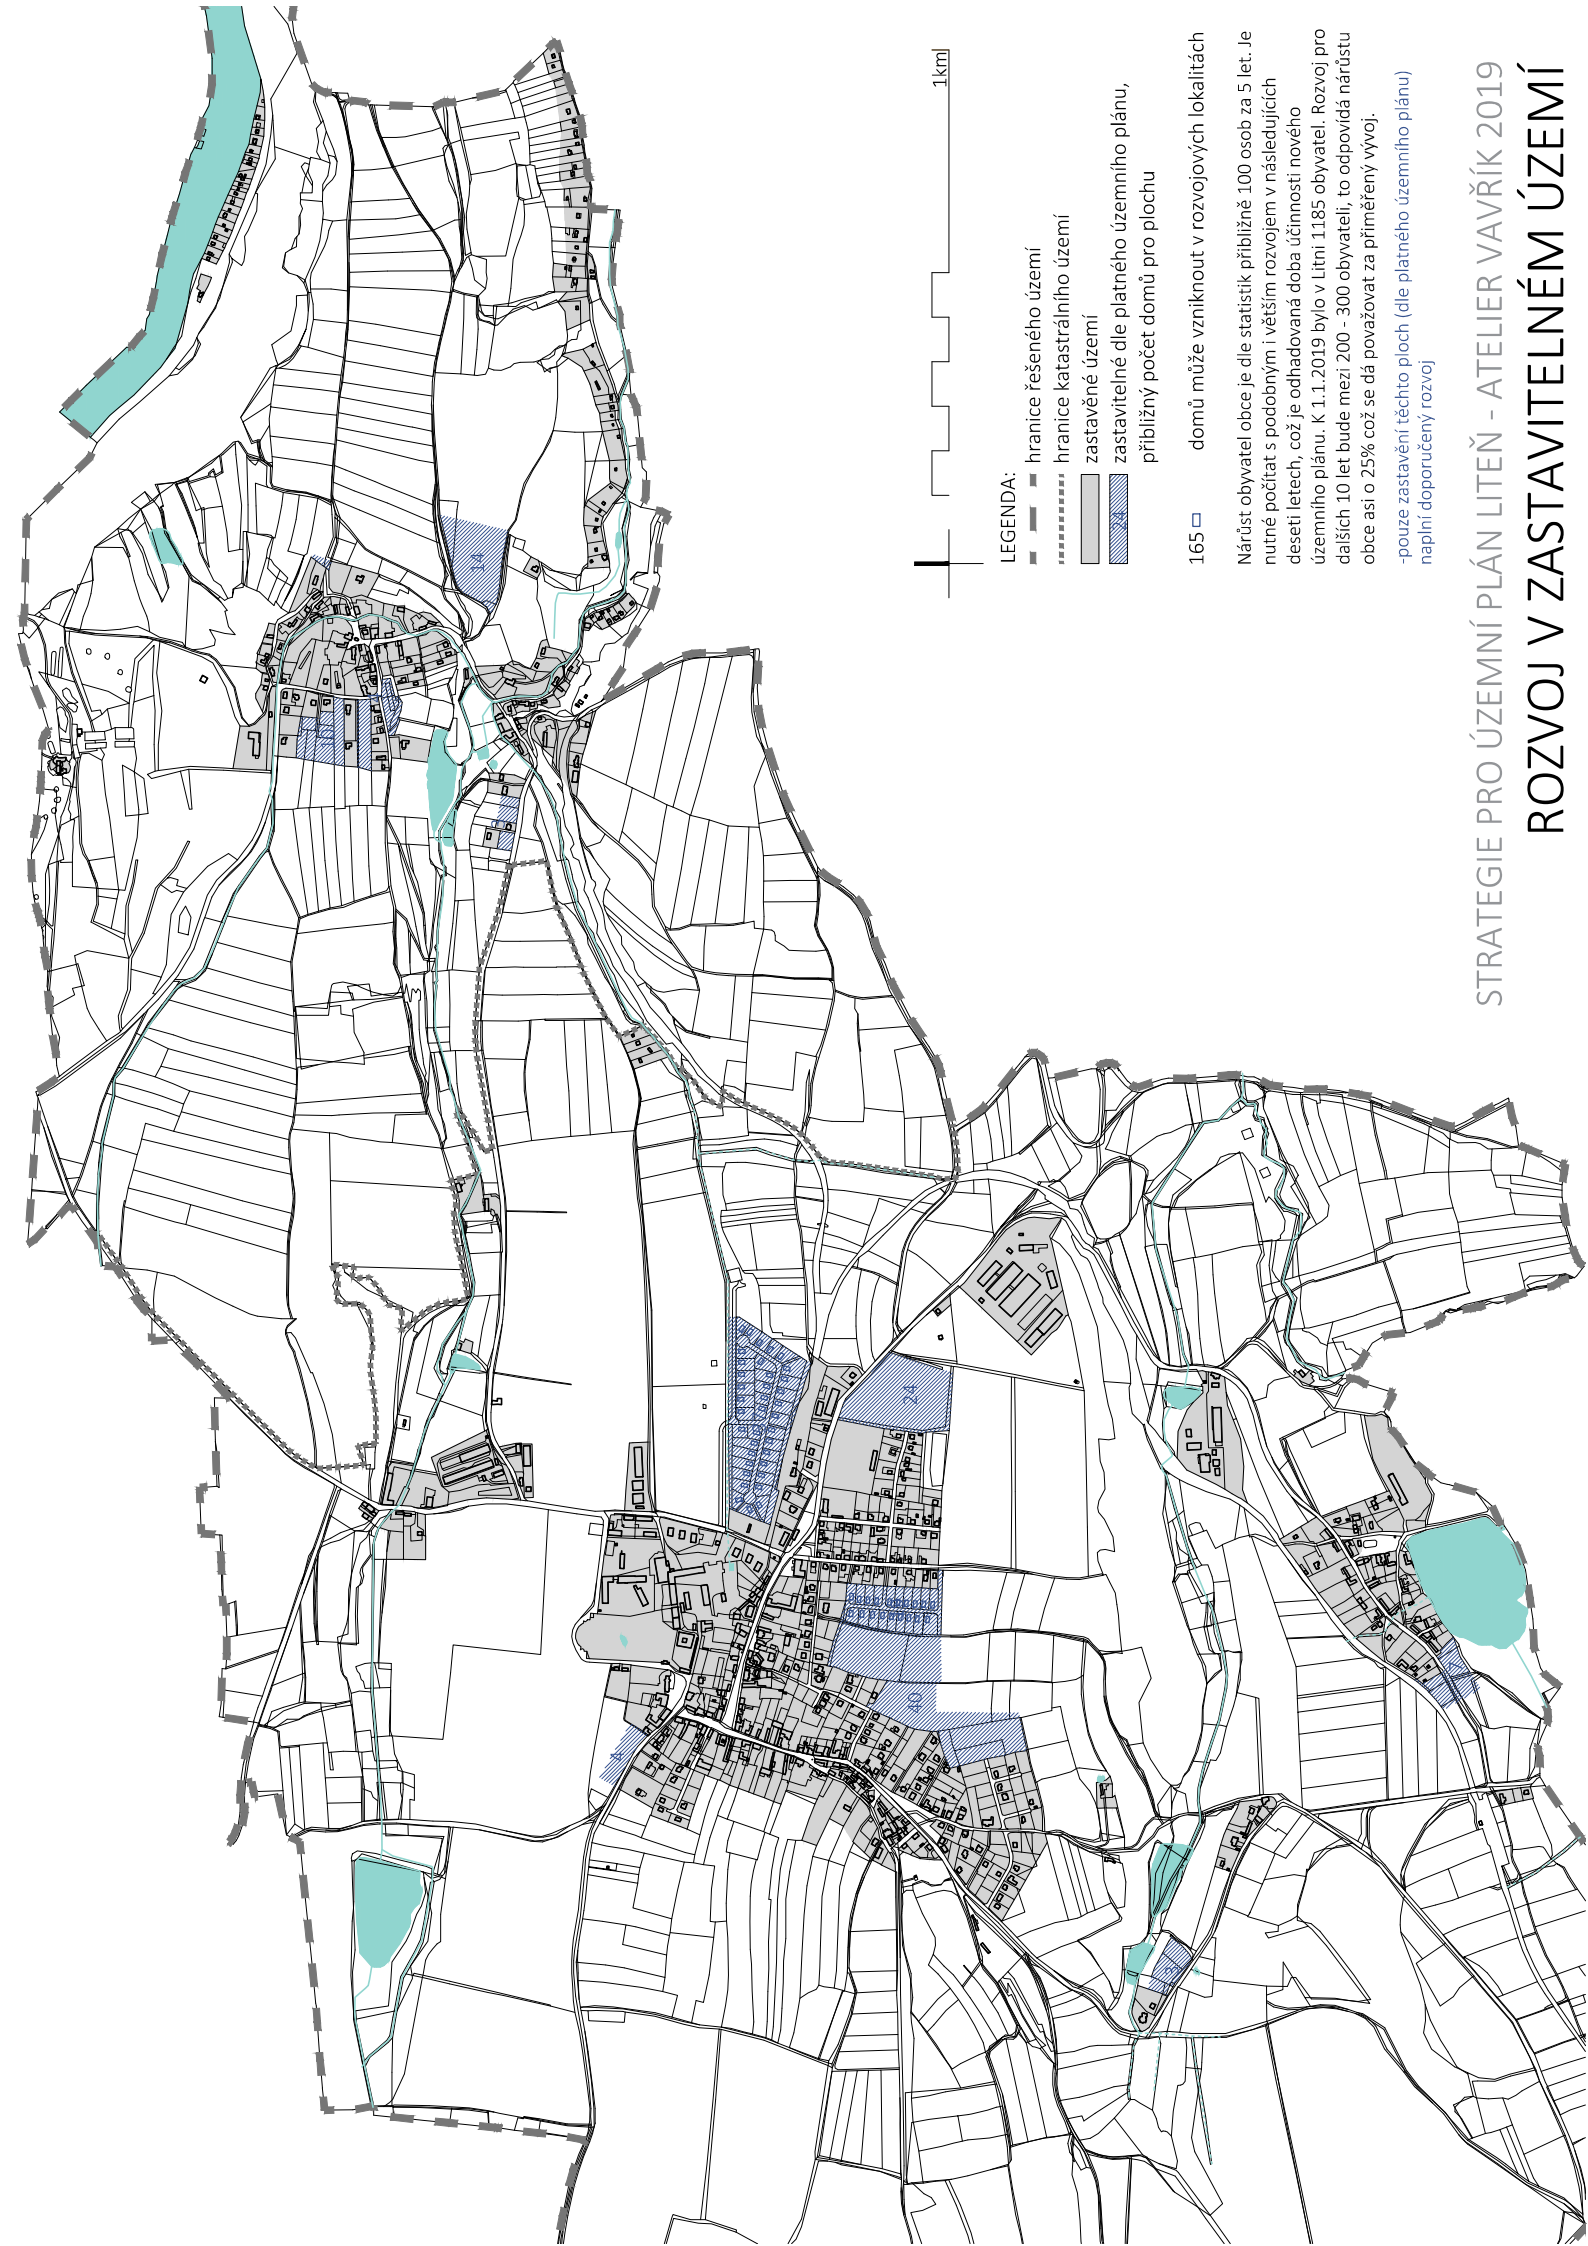 STRATEGIE PRO ÚZEMNÍ PLÁN LITEŇ - ATELIER VAVŘÍK 2019
ROZVOJ V ZASTAVITELNÉM ÚZEMÍ
1km
LEGENDA:
hranice řešeného území
hranice katastrálního území
zastavěné území
24 zastavitelné dle platného územního plánu,
přibližný počet domů pro plochu
165 domů může vzniknout v rozvojových lokalitách
Nárůst obyvatel obce je dle statistik přibližně 100 osob za 5 let. Je
nutné počítat s podobným i větším rozvojem v následujících
deseti letech, což je odhadovaná doba účinnosti nového
územního plánu. K 1.1.2019 bylo v Litni 1185 obyvatel. Rozvoj pro
dalších 10 let bude mezi 200 - 300 obyvateli, to odpovídá nárůstu
obce asi o 25% což se dá považovat za přiměřený vývoj.
-pouze zastavění těchto ploch (dle platného územního plánu)
naplní doporučený rozvoj
14
10
24
40
4